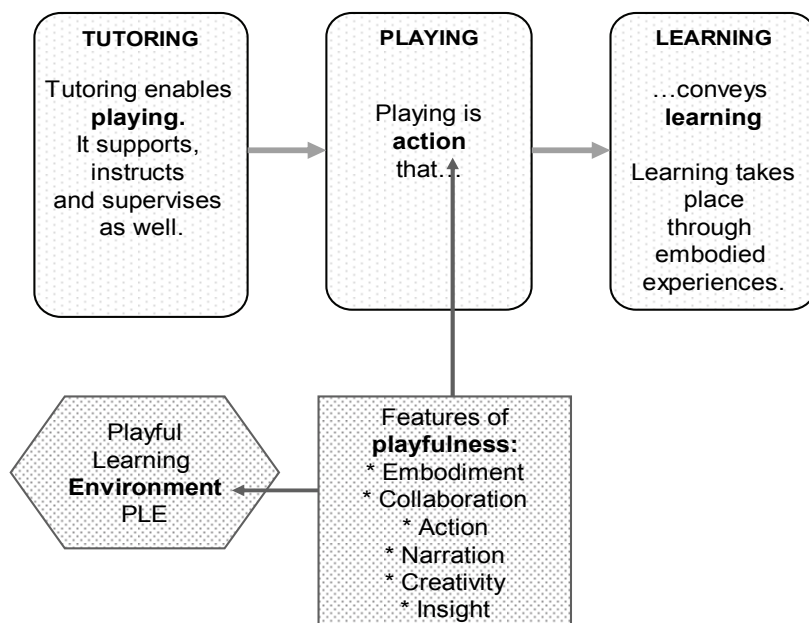 TUTORING
Tutoring enables
playing.
It supports,
instructs
and supervises
as well.
PLAYING
Playing is
action
that…
LEARNING
…conveys
learning
Learning takes
place
through
embodied
experiences.
Playful
Learning
Environment
PLE
Features of
playfulness:
* Embodiment
* Collaboration
* Action
* Narration
* Creativity
* Insight